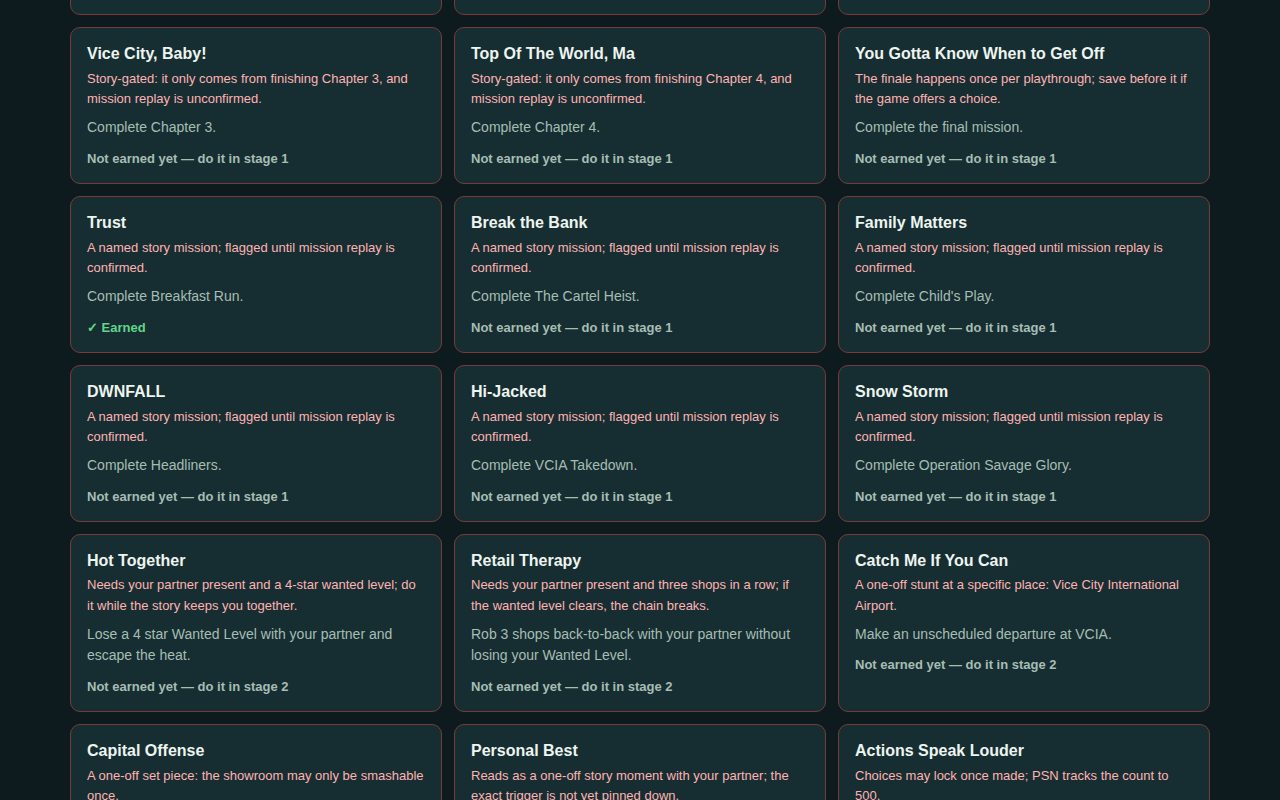 Vice City, Baby!
Story-gated: it only comes from finishing Chapter 3, and
mission replay is unconfirmed.
Complete Chapter 3.
Not earned yet — do it in stage 1
Top Of The World, Ma
Story-gated: it only comes from finishing Chapter 4, and
mission replay is unconfirmed.
Complete Chapter 4.
Not earned yet — do it in stage 1
You Gotta Know When to Get Off
The finale happens once per playthrough; save before it if
the game offers a choice.
Complete the final mission.
Not earned yet — do it in stage 1
Trust
A named story mission; flagged until mission replay is
confirmed.
Complete Breakfast Run.
✓ Earned
Break the Bank
A named story mission; flagged until mission replay is
confirmed.
Complete The Cartel Heist.
Not earned yet — do it in stage 1
Family Matters
A named story mission; flagged until mission replay is
confirmed.
Complete Child's Play.
Not earned yet — do it in stage 1
DWNFALL
A named story mission; flagged until mission replay is
confirmed.
Complete Headliners.
Not earned yet — do it in stage 1
Hi-Jacked
A named story mission; flagged until mission replay is
confirmed.
Complete VCIA Takedown.
Not earned yet — do it in stage 1
Snow Storm
A named story mission; flagged until mission replay is
confirmed.
Complete Operation Savage Glory.
Not earned yet — do it in stage 1
Hot Together
Needs your partner present and a 4-star wanted level; do
it while the story keeps you together.
Lose a 4 star Wanted Level with your partner and
escape the heat.
Not earned yet — do it in stage 2
Retail Therapy
Needs your partner present and three shops in a row; if
the wanted level clears, the chain breaks.
Rob 3 shops back-to-back with your partner without
losing your Wanted Level.
Not earned yet — do it in stage 2
Catch Me If You Can
A one-off stunt at a specific place: Vice City International
Airport.
Make an unscheduled departure at VCIA.
Not earned yet — do it in stage 2
Capital Offense
A one-off set piece: the showroom may only be smashable
once.
Personal Best
Reads as a one-off story moment with your partner; the
exact trigger is not yet pinned down.
Actions Speak Louder
Choices may lock once made; PSN tracks the count to
500.